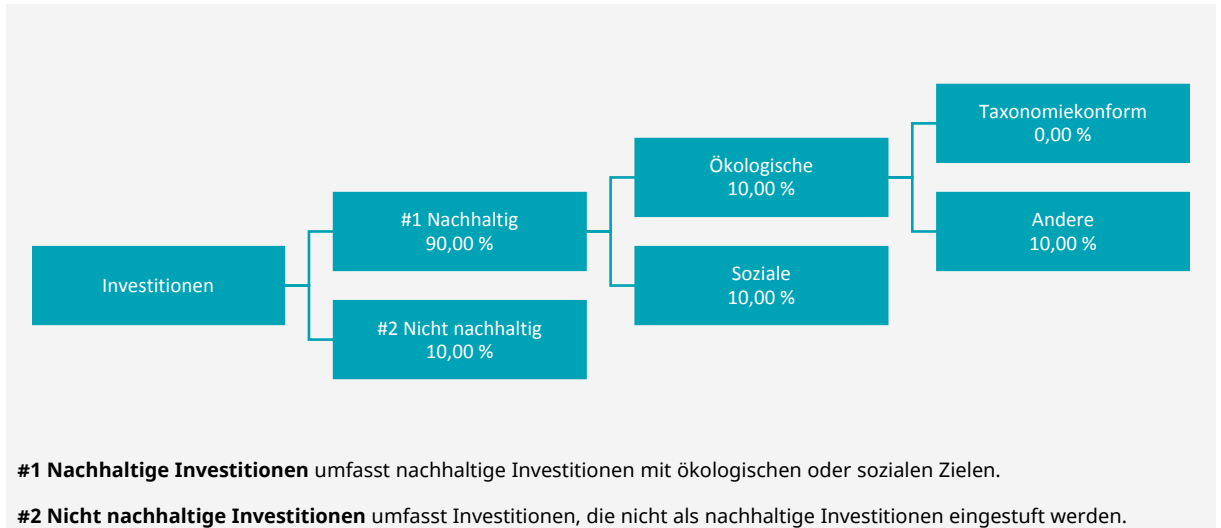 Investitionen
#1 Nachhaltig
90,00 %
#2 Nicht nachhaltig
10,00 %
Ökologische
10,00 %
Soziale
10,00 %
Taxonomiekonform
0,00 %
Andere
10,00 %
#1 Nachhaltige Investitionen umfasst nachhaltige Investitionen mit ökologischen oder sozialen Zielen.
#2 Nicht nachhaltige Investitionen umfasst Investitionen, die nicht als nachhaltige Investitionen eingestuft werden.